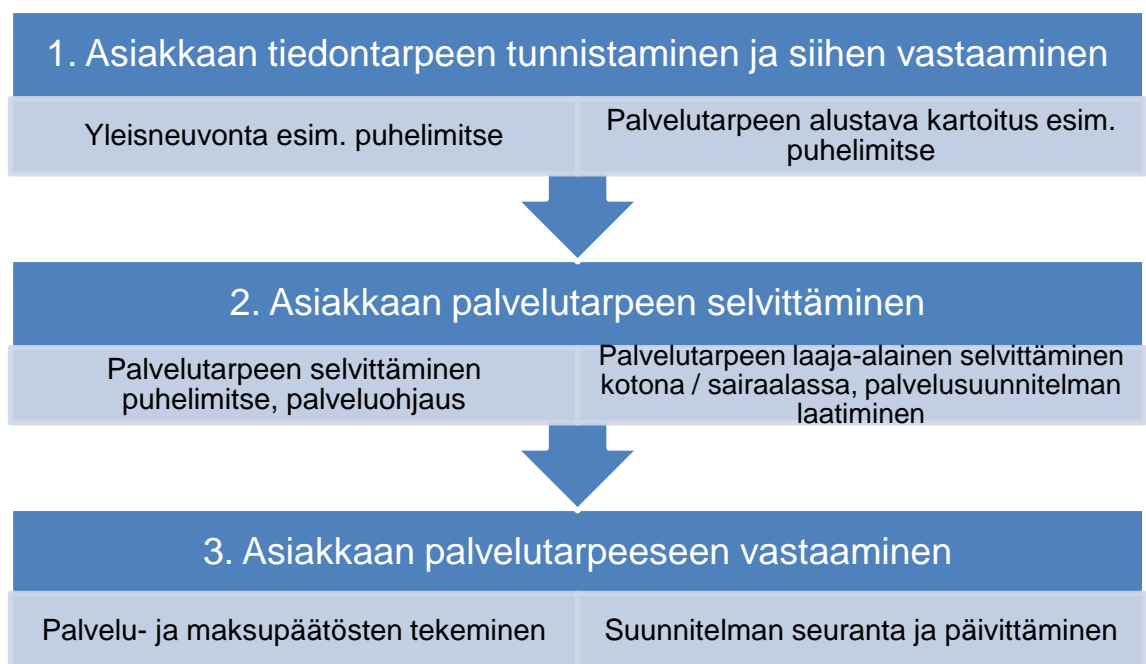 1. Asiakkaan tiedontarpeen tunnistaminen ja siihen vastaaminen
Yleisneuvonta esim. puhelimitse
Palvelutarpeen alustava kartoitus esim.
puhelimitse
2. Asiakkaan palvelutarpeen selvittäminen
Palvelutarpeen selvittäminen
puhelimitse, palveluohjaus
Palvelutarpeen laaja-alainen selvittäminen
kotona / sairaalassa, palvelusuunnitelman
laatiminen
3. Asiakkaan palvelutarpeeseen vastaaminen
Palvelu- ja maksupäätösten tekeminen
Suunnitelman seuranta ja päivittäminen